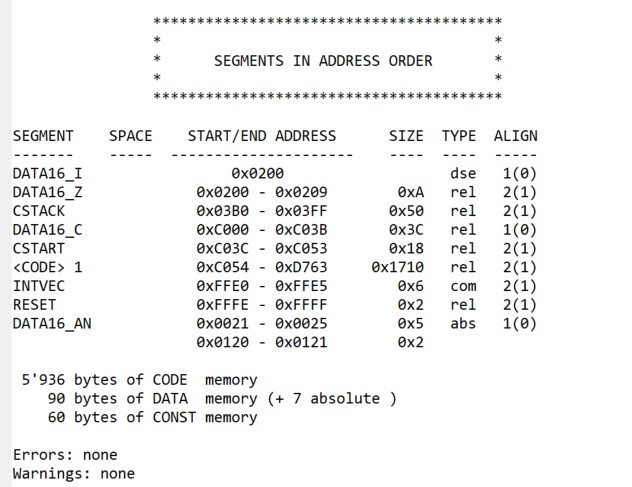 ****************************************
*                                      *
*      SEGMENTS IN ADDRESS ORDER       *
*                                      *
****************************************
SEGMENT    SPACE    START/END ADDRESS      SIZE  TYPE  ALIGN
-------    -----  ---------------------    ----  ----  -----
DATA16_I                 0x0200                   dse   1(0)
DATA16_Z             0x0200 - 0x0209        0xA   rel   2(1)
CSTACK               0x03B0 - 0x03FF       0x50   rel   2(1)
DATA16_C             0xC000 - 0xC03B       0x3C   rel   1(0)
CSTART               0xC03C - 0xC053       0x18   rel   2(1)
<CODE> 1             0xC054 - 0xD763     0x1710   rel   2(1)
INTVEC               0xFFE0 - 0xFFE5        0x6   com   2(1)
RESET                0xFFFE - 0xFFFF        0x2   rel   2(1)
DATA16_AN            0x0021 - 0x0025        0x5   abs   1(0)
                     0x0120 - 0x0121        0x2
 5'936 bytes of CODE  memory
    90 bytes of DATA  memory (+ 7 absolute )
    60 bytes of CONST memory
Errors: none
Warnings: none